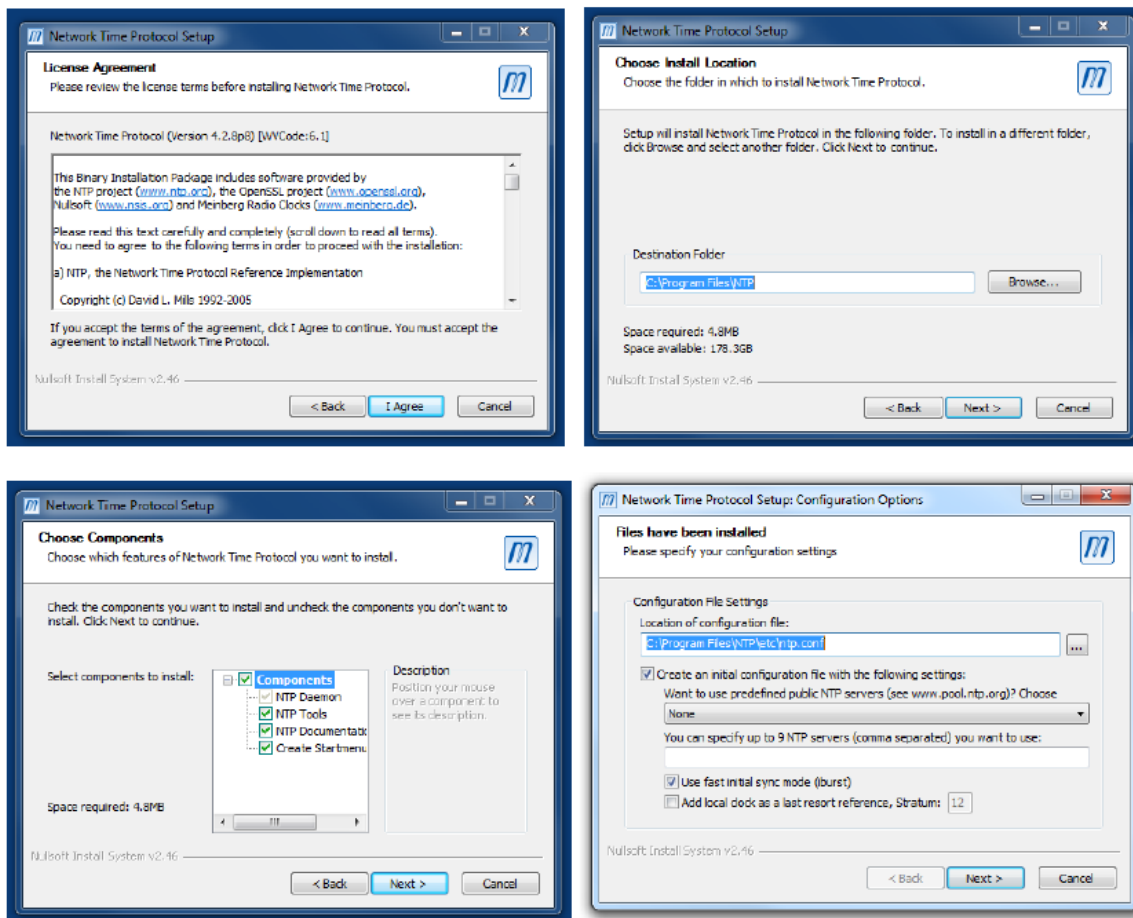 Network Time Protocol Setup
License Agreement
Please review the license terms before installing Network Time Protocol.
Network Time Protocol (Version 4.2.8p8) [WVCode:6.1]
This Binary Installation Package includes software provided by
the NTP project (www.ntp.org), the OpenSSL project (www.openssl.org),
Nullsoft (www.nsis.org) and Meinberg Radio Clocks (www.meinberg.de).
Please read this text carefully and completely (scroll down to read all terms).
You need to agree to the following terms in order to proceed with the installation:
a) NTP, the Network Time Protocol Reference Implementation
Copyright (c) David L. Mills 1992-2005
If you accept the terms of the agreement, click I Agree to continue. You must accept the
agreement to install Network Time Protocol.
Nullsoft Install System v2.46
< Back
I Agree
Cancel
Network Time Protocol Setup
Choose Install Location
Choose the folder in which to install Network Time Protocol.
Setup will install Network Time Protocol in the following folder. To install in a different folder,
click Browse and select another folder. Click Next to continue.
Destination Folder
C:\Program Files\NTP
Browse...
Space required: 4.8MB
Space available: 178.3GB
Nullsoft Install System v2.46
< Back
Next >
Cancel
Network Time Protocol Setup
Choose Components
Choose which features of Network Time Protocol you want to install.
Check the components you want to install and uncheck the components you don't want to
install. Click Next to continue.
Select components to install:
Components
NTP Daemon
NTP Tools
NTP Documentatic
Create Startmenu
Description
Position your mouse
over a component to
see its description.
Space required: 4.8MB
Nullsoft Install System v2.46
< Back
Next >
Cancel
Network Time Protocol Setup: Configuration Options
Files have been installed
Please specify your configuration settings
Configuration File Settings
Location of configuration file:
C:\Program Files\NTP\etc\ntp.conf
...
Create an initial configuration file with the following settings:
Want to use predefined public NTP servers (see www.pool.ntp.org)? Choose
None
You can specify up to 9 NTP servers (comma separated) you want to use:
Use fast initial sync mode (iburst)
Add local clock as a last resort reference, Stratum: 12
Nullsoft Install System v2.46
< Back
Next >
Cancel